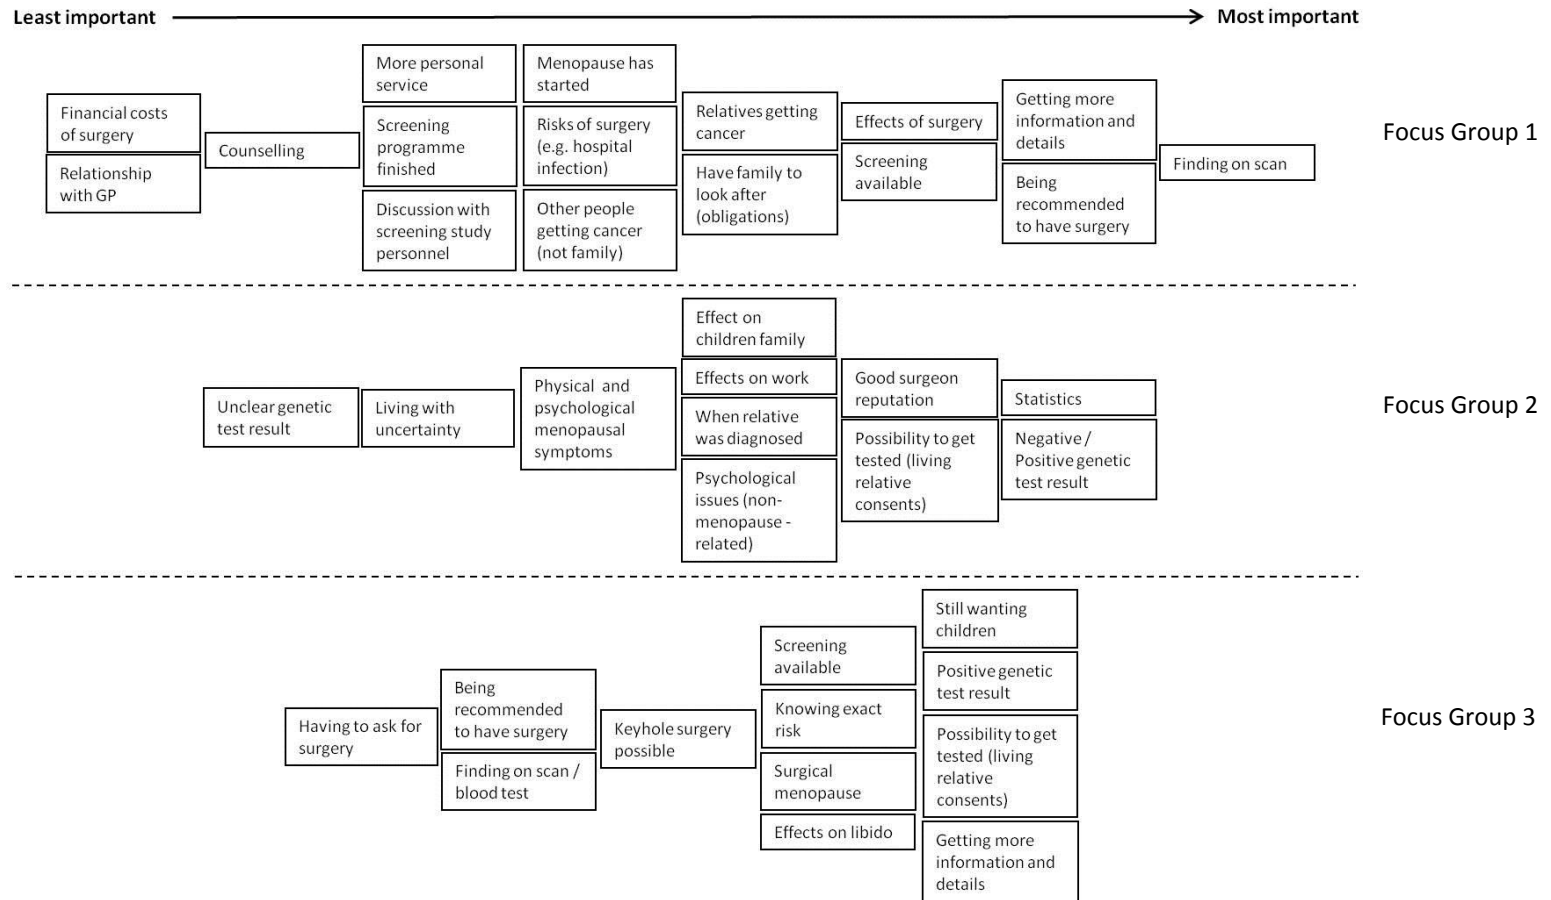 Least important
Most important
Financial costs
of surgery
Relationship
with GP
Counselling
More personal
service
Screening
programme
finished
Discussion with
screening study
personnel
Menopause has
started
Risks of surgery
(e.g. hospital
infection)
Other people
getting cancer
(not family)
Relatives getting
cancer
Have family to
look after
(obligations)
Effects of surgery
Screening
available
Getting more
information and
details
Being
recommended
to have surgery
Finding on scan
Focus Group 1
Unclear genetic
test result
Living with
uncertainty
Physical and
psychological
menopausal
symptoms
Effect on
children family
Effects on work
When relative
was diagnosed
Psychological
issues (non-
menopause -
related)
Good surgeon
reputation
Possibility to get
tested (living
relative
consents)
Statistics
Negative /
Positive genetic
test result
Focus Group 2
Having to ask for
surgery
Being
recommended
to have surgery
Finding on scan /
blood test
Keyhole surgery
possible
Screening
available
Knowing exact
risk
Surgical
menopause
Effects on libido
Still wanting
children
Positive genetic
test result
Possibility to get
tested (living
relative
consents)
Getting more
information and
details
Focus Group 3